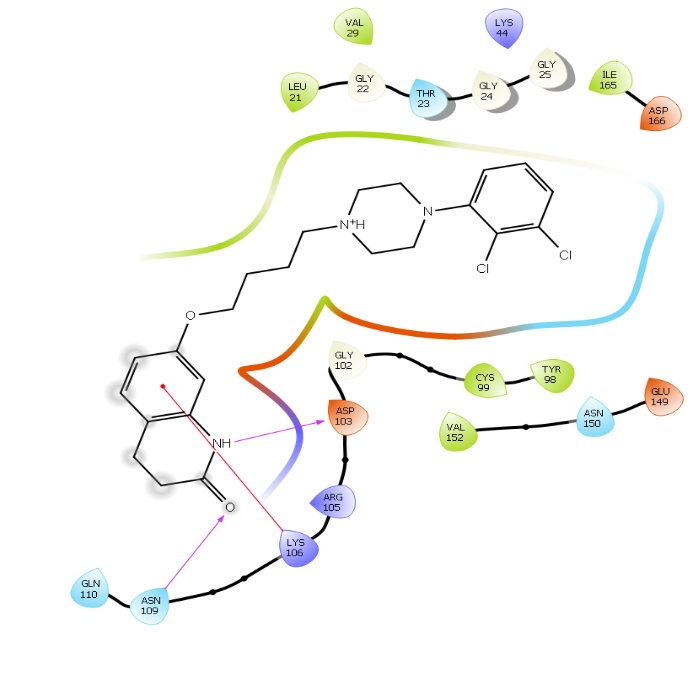 VAL
29
LYS
44
LEU
21
GLY
22
THR
23
GLY
24
GLY
25
ILE
165
ASP
166
N⁺H
N
Cl
Cl
O
GLY
102
CYS
99
TYR
98
GLU
149
ASN
150
VAL
152
ASP
103
NH
O
ARG
105
LYS
106
ASN
109
GLN
110